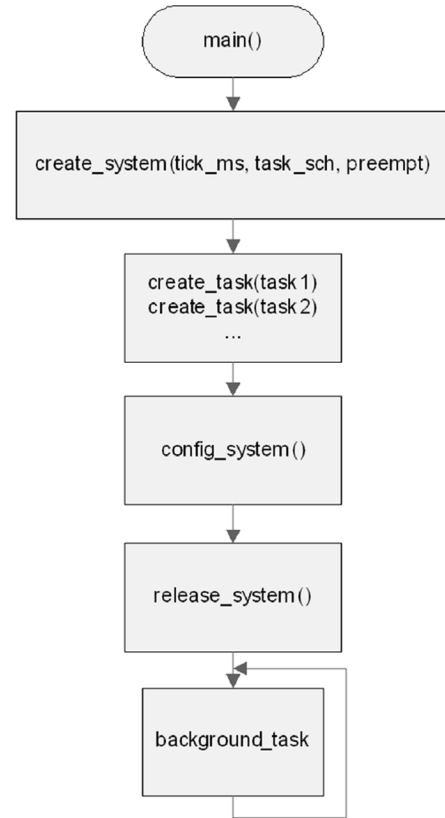 main()
create_system(tick_ms, task_sch, preempt)
create_task(task1)
create_task(task2)
...
config_system()
release_system()
background_task